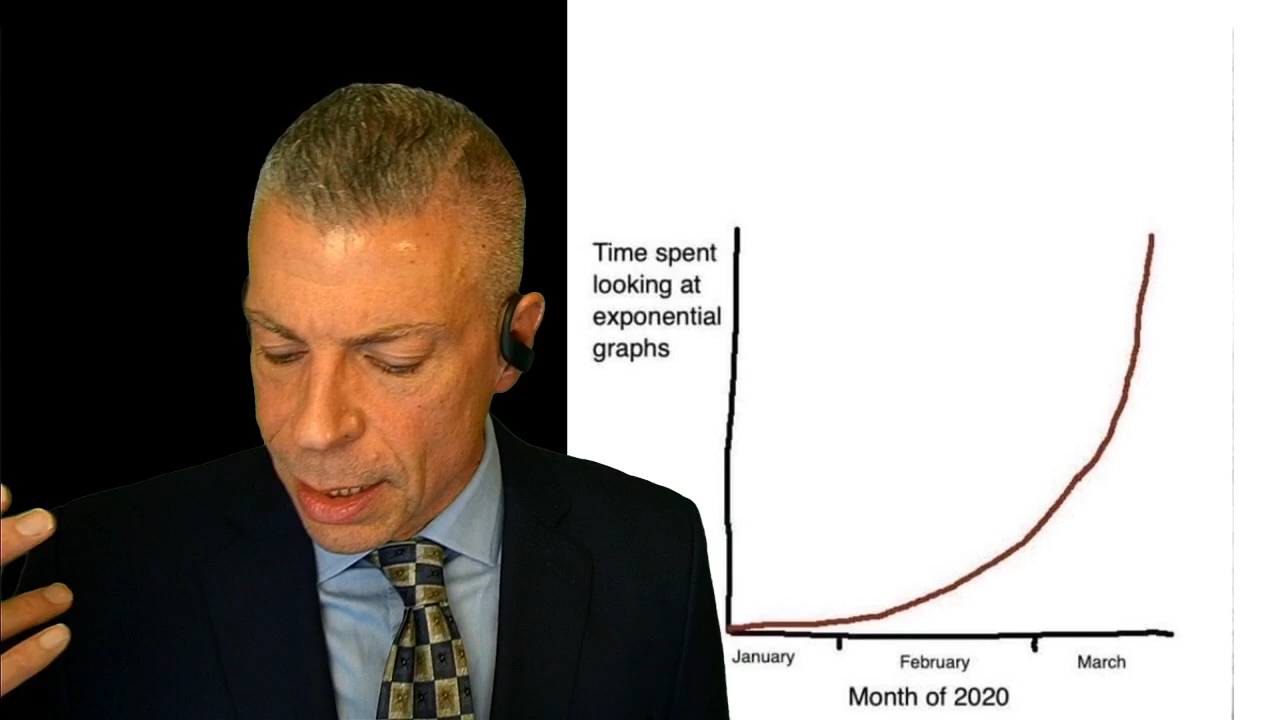 Time spent
looking at
exponential
graphs
January
February
March
Month of 2020